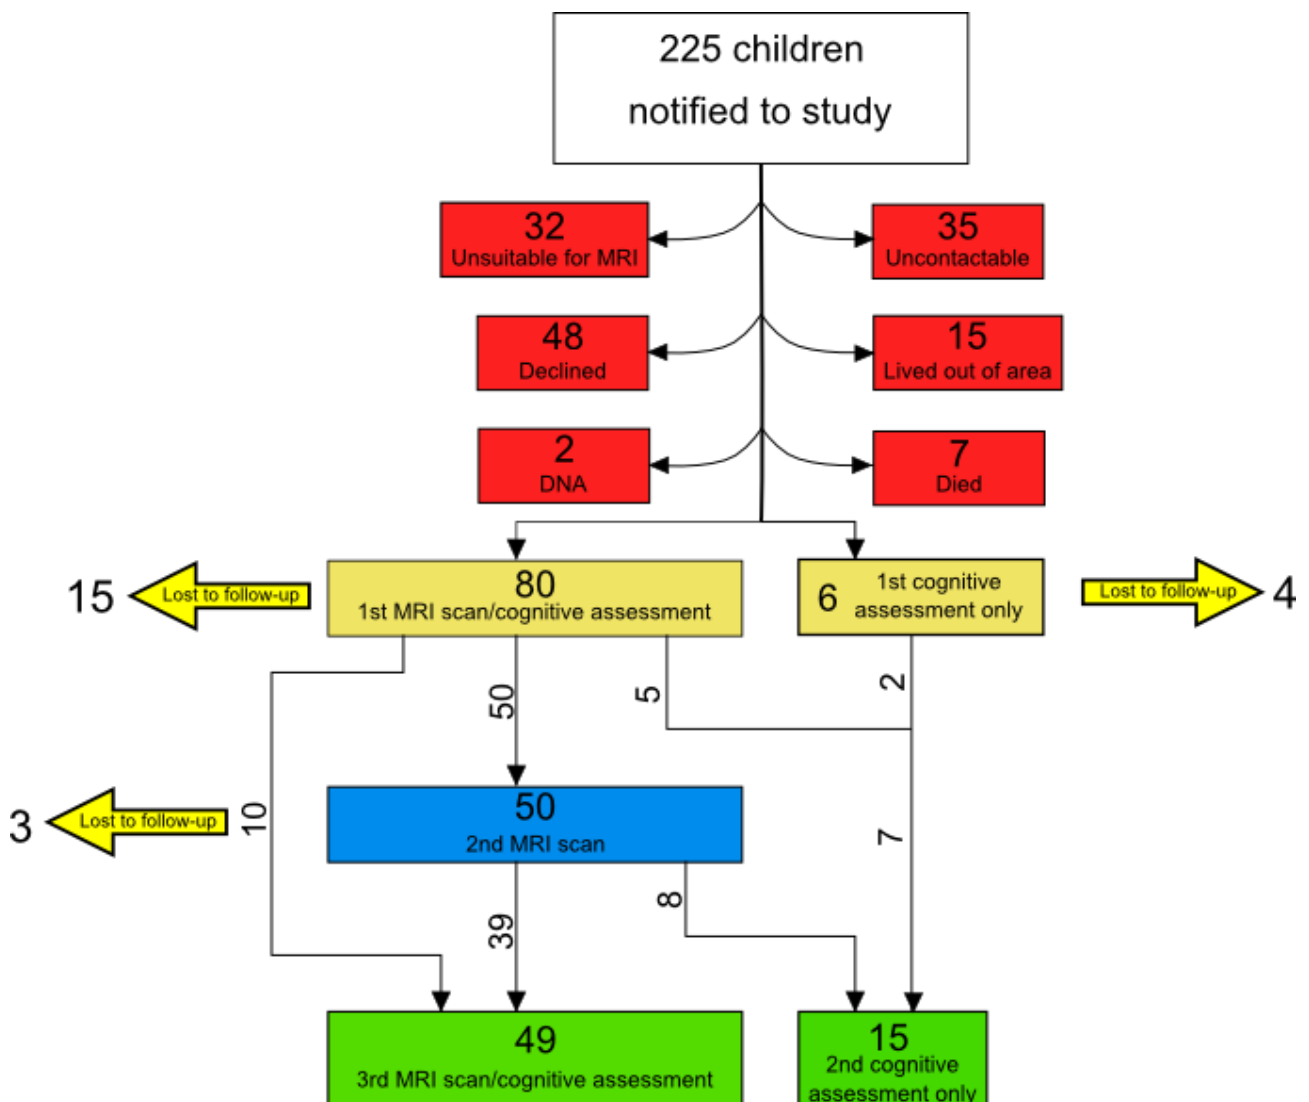 225 children
notified to study
32
Unsuitable for MRI
35
Uncontactable
48
Declined
15
Lived out of area
2
DNA
7
Died
15
Lost to follow-up
80
1st MRI scan/cognitive assessment
6
1st cognitive
assessment only
Lost to follow-up
4
50
5
2
3
Lost to follow-up
10
50
2nd MRI scan
7
39
8
49
3rd MRI scan/cognitive assessment
15
2nd cognitive
assessment only